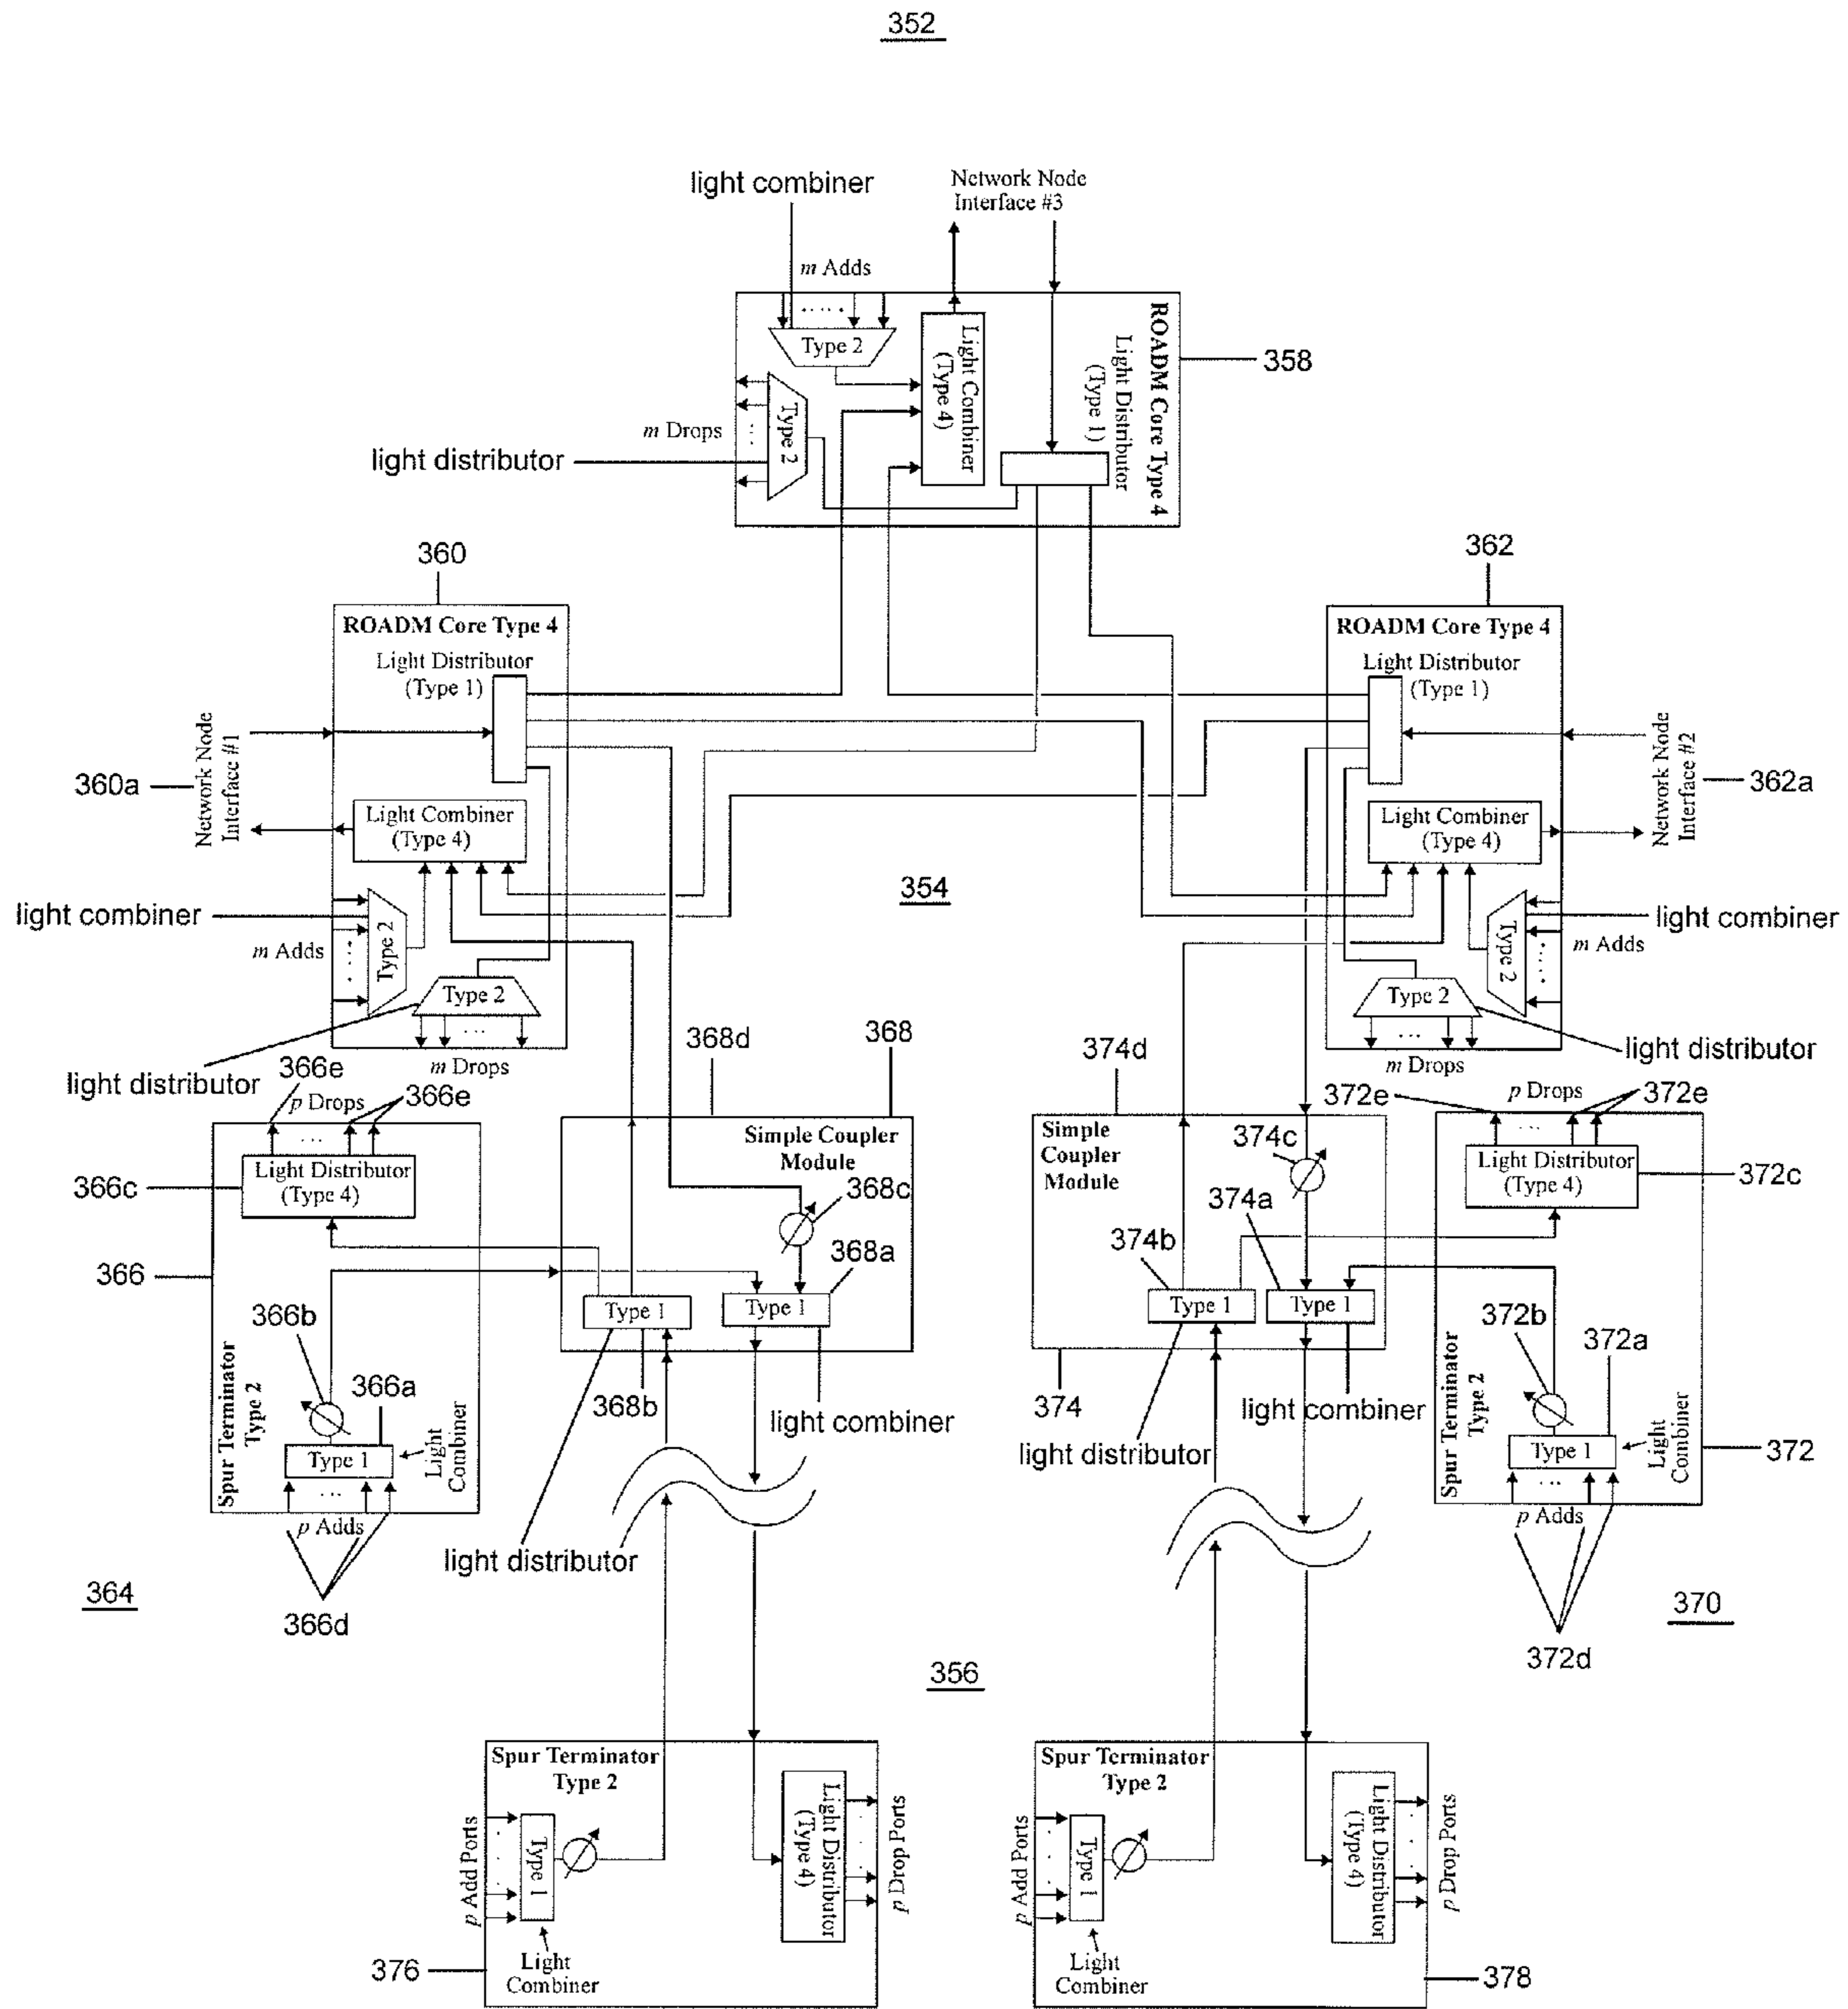 352
light combiner
Network Node
Interface #3
m Adds
Type 2
Light Combiner
(Type 4)
Light Distributor
(Type 1)
ROADM Core Type 4
358
m Drops
Type 2
light distributor
360
ROADM Core Type 4
Light Distributor
(Type 1)
Network Node
Interface #1
360a
Light Combiner
(Type 4)
light combiner
m Adds
Type 2
Type 2
m Drops
light distributor
362
ROADM Core Type 4
Light Distributor
(Type 1)
Network Node
Interface #2
362a
Light Combiner
(Type 4)
light combiner
m Adds
Type 2
Type 2
m Drops
light distributor
354
366e
p Drops
366e
Light Distributor
(Type 4)
366c
366
366b
366a
Spur Terminator
Type 2
Type 1
Light
Combiner
p Adds
366d
364
368d
368
Simple Coupler
Module
368c
368a
Type 1
Type 1
368b
light combiner
light distributor
374d
Simple
Coupler
Module
374c
374a
374b
Type 1
Type 1
374
light combiner
light distributor
372e
p Drops
372e
Light Distributor
(Type 4)
372c
372b
372a
Spur Terminator
Type 2
Type 1
Light
Combiner
372
p Adds
372d
370
356
Spur Terminator
Type 2
p Add Ports
Type 1
Light Distributor
(Type 4)
p Drop Ports
Light
Combiner
376
Spur Terminator
Type 2
p Add Ports
Type 1
Light Distributor
(Type 4)
p Drop Ports
Light
Combiner
378